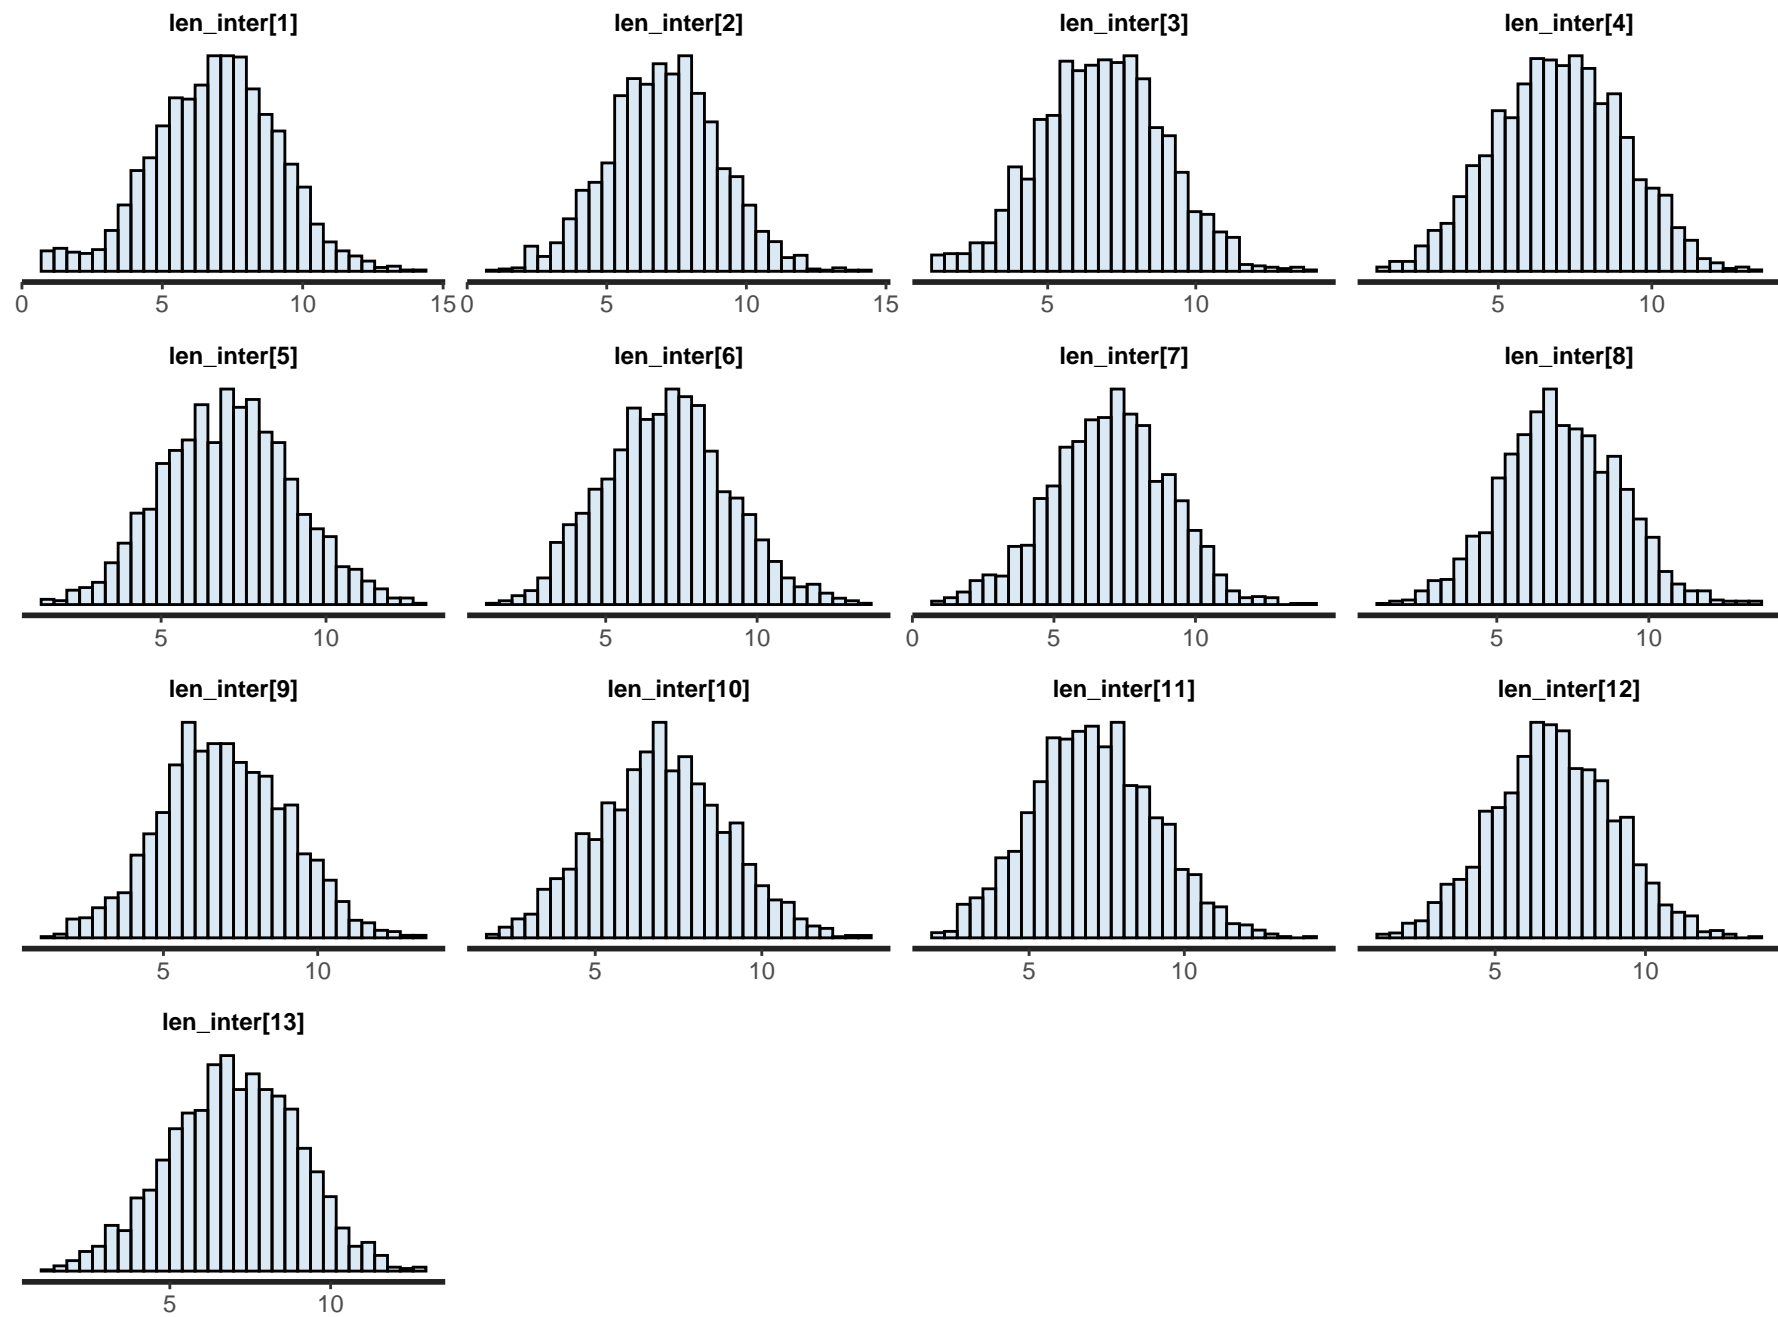 len_inter[1] len_inter[2] len_inter[3] len_inter[4]
0 5 10 15 0 5 10 15 5 10 5 10
len_inter[5] len_inter[6] len_inter[7] len_inter[8]
5 10 5 10 0 5 10 5 10
len_inter[9] len_inter[10] len_inter[11] len_inter[12]
5 10 5 10 5 10 5 10
len_inter[13]
5 10